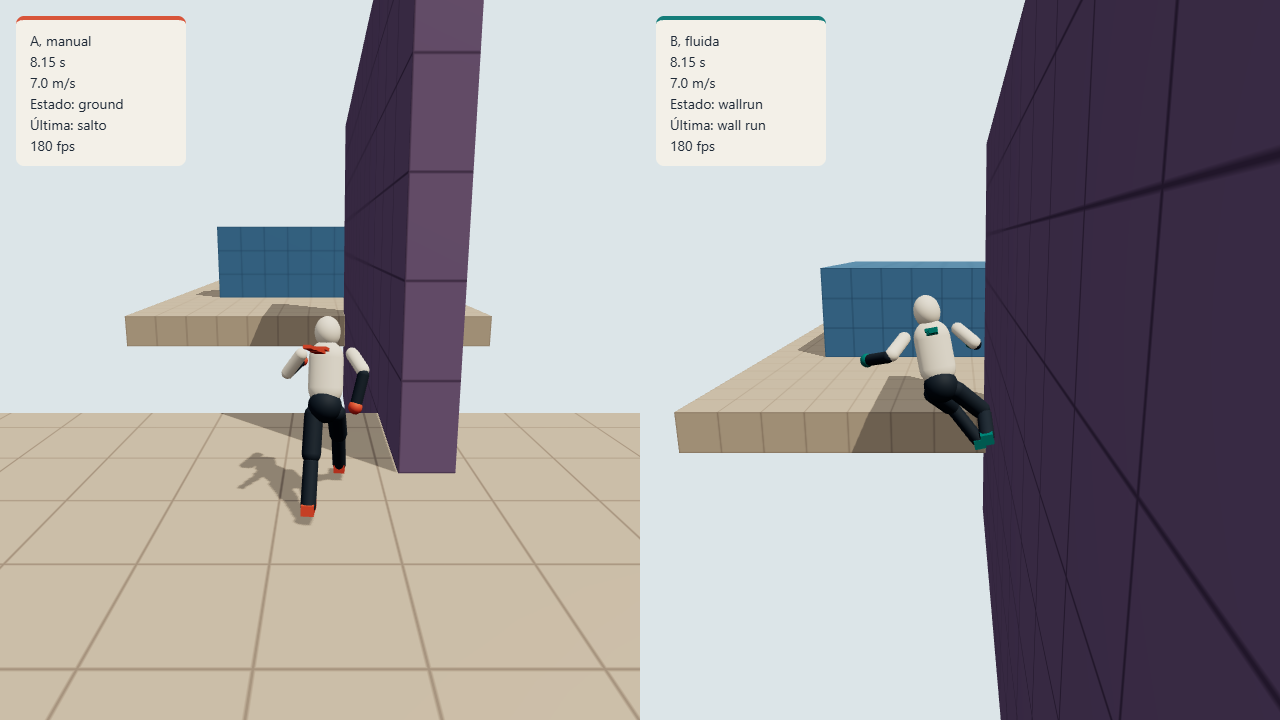 A, manual
8.15 s
7.0 m/s
Estado: ground
Última: salto
180 fps
B, fluida
8.15 s
7.0 m/s
Estado: wallrun
Última: wall run
180 fps